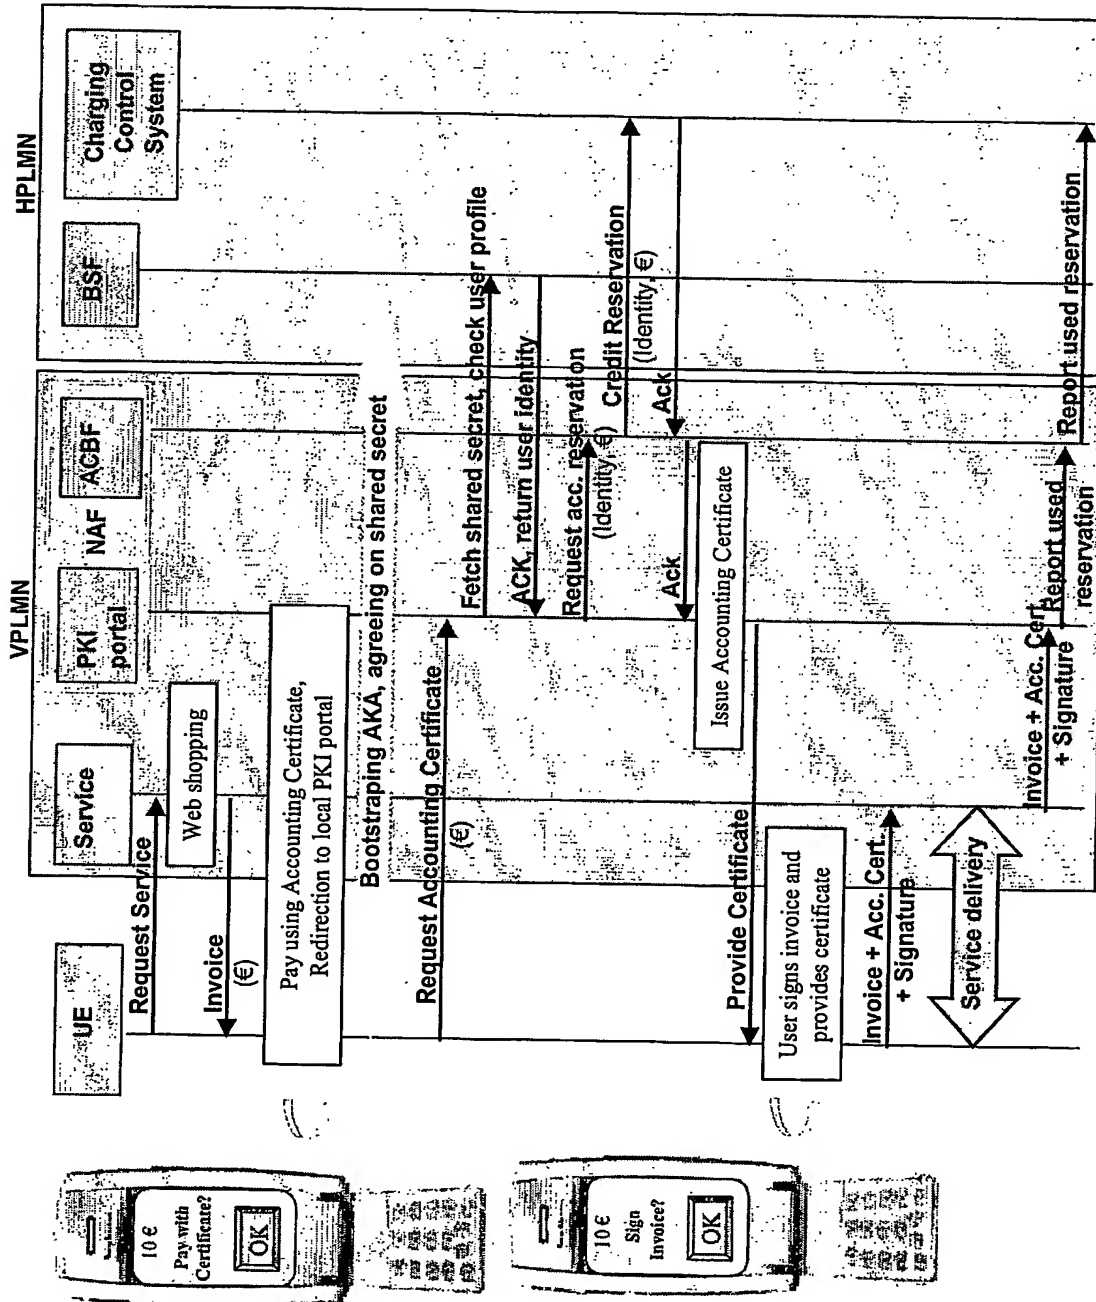 VPLMN
HPLMN
UE
Service
PKI
portal
NAF
ACBF
BSF
Charging
Control
System
Request Service
Web shopping
Invoice
(€)
10 €
Pay with
Certificate?
OK
Pay using Accounting Certificate,
Redirection to local PKI portal
Bootstraping AKA, agreeing on shared secret
Request Accounting Certificate
(€)
Fetch shared secret, check user profile
ACK, return user identity
Request acc. reservation
(Identity, €)
Credit Reservation
(Identity, €)
Ack
Ack
Issue Accounting Certificate
Provide Certificate
10 €
Sign
Invoice?
OK
User signs invoice and
provides certificate
Invoice + Acc. Cert.
+ Signature
Service delivery
Invoice + Acc. Cert.
+ Signature
Report used
reservation
Report used reservation